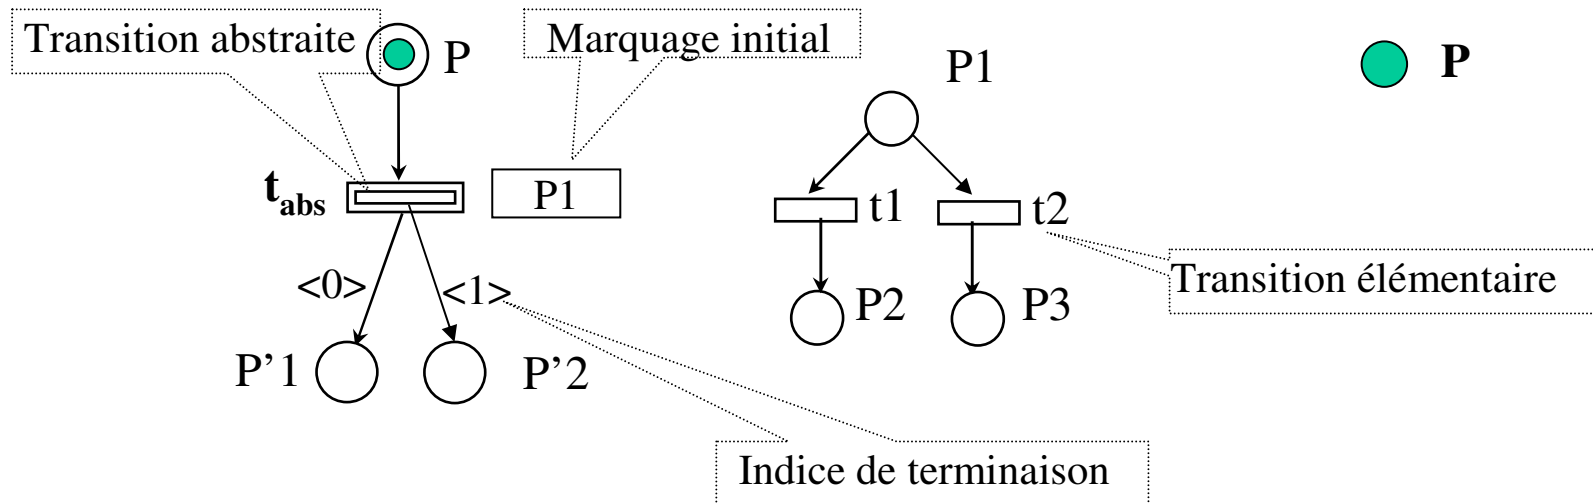 Transition abstraite
P
Marquage initial
P1
P
t_abs
P1
t1
t2
Transition élémentaire
<0>
<1>
P2
P3
P'1
P'2
Indice de terminaison